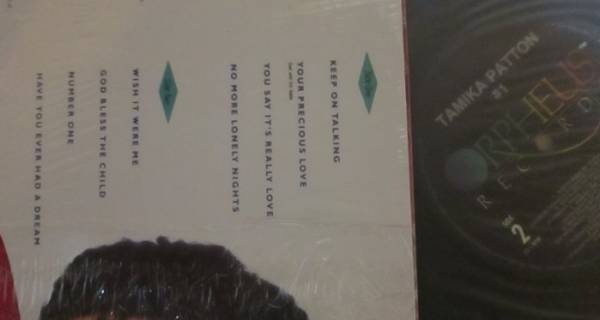 KEEP ON TALKING
YOUR PRECIOUS LOVE
YOU SAY IT'S REALLY LOVE
NO MORE LONELY NIGHTS
WISH IT WERE ME
GOD BLESS THE CHILD
NUMBER ONE
HAVE YOU EVER HAD A DREAM
TAMIKA PATTON
ORPHEUS
RECORDS
2